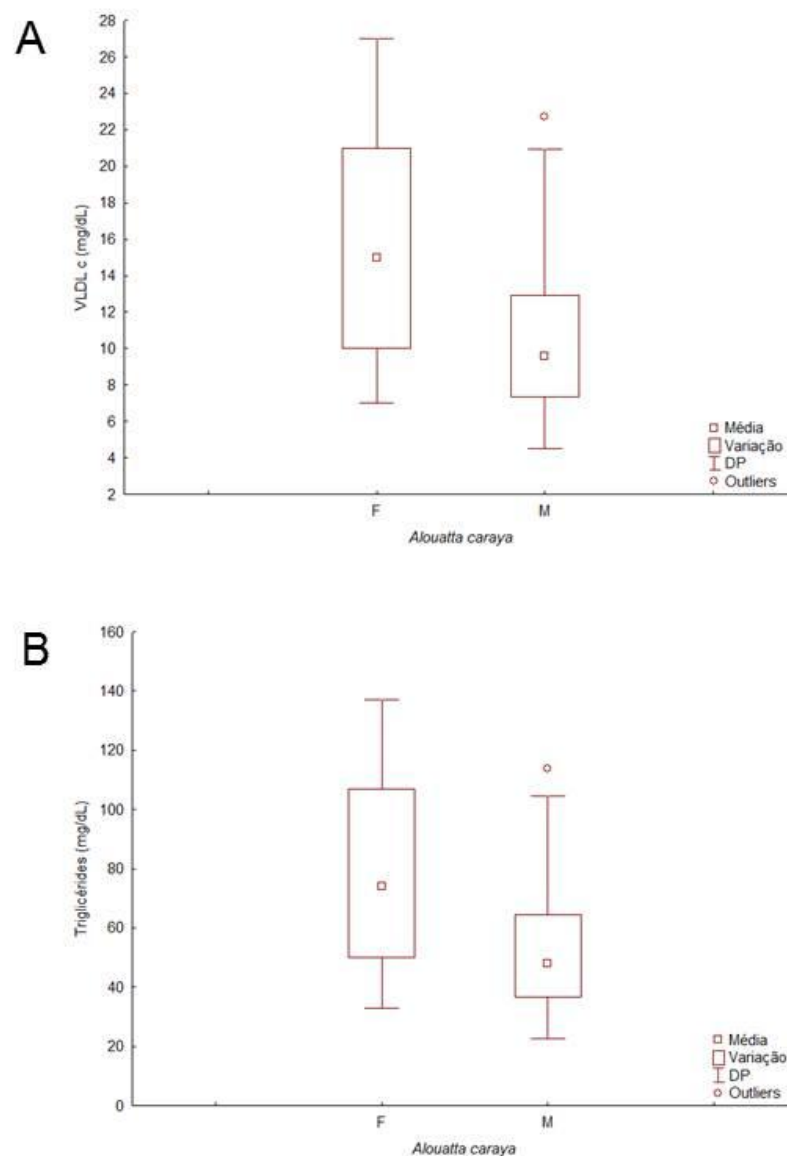 A
28
26
24
22
20
18
16
14
12
10
8
6
4
2
VLDL c (mg/dL)
F
M
Alouatta caraya
Média
Variação
DP
Outliers
B
160
140
120
100
80
60
40
20
0
Triglicérides (mg/dL)
F
M
Alouatta caraya
Média
Variação
DP
Outliers